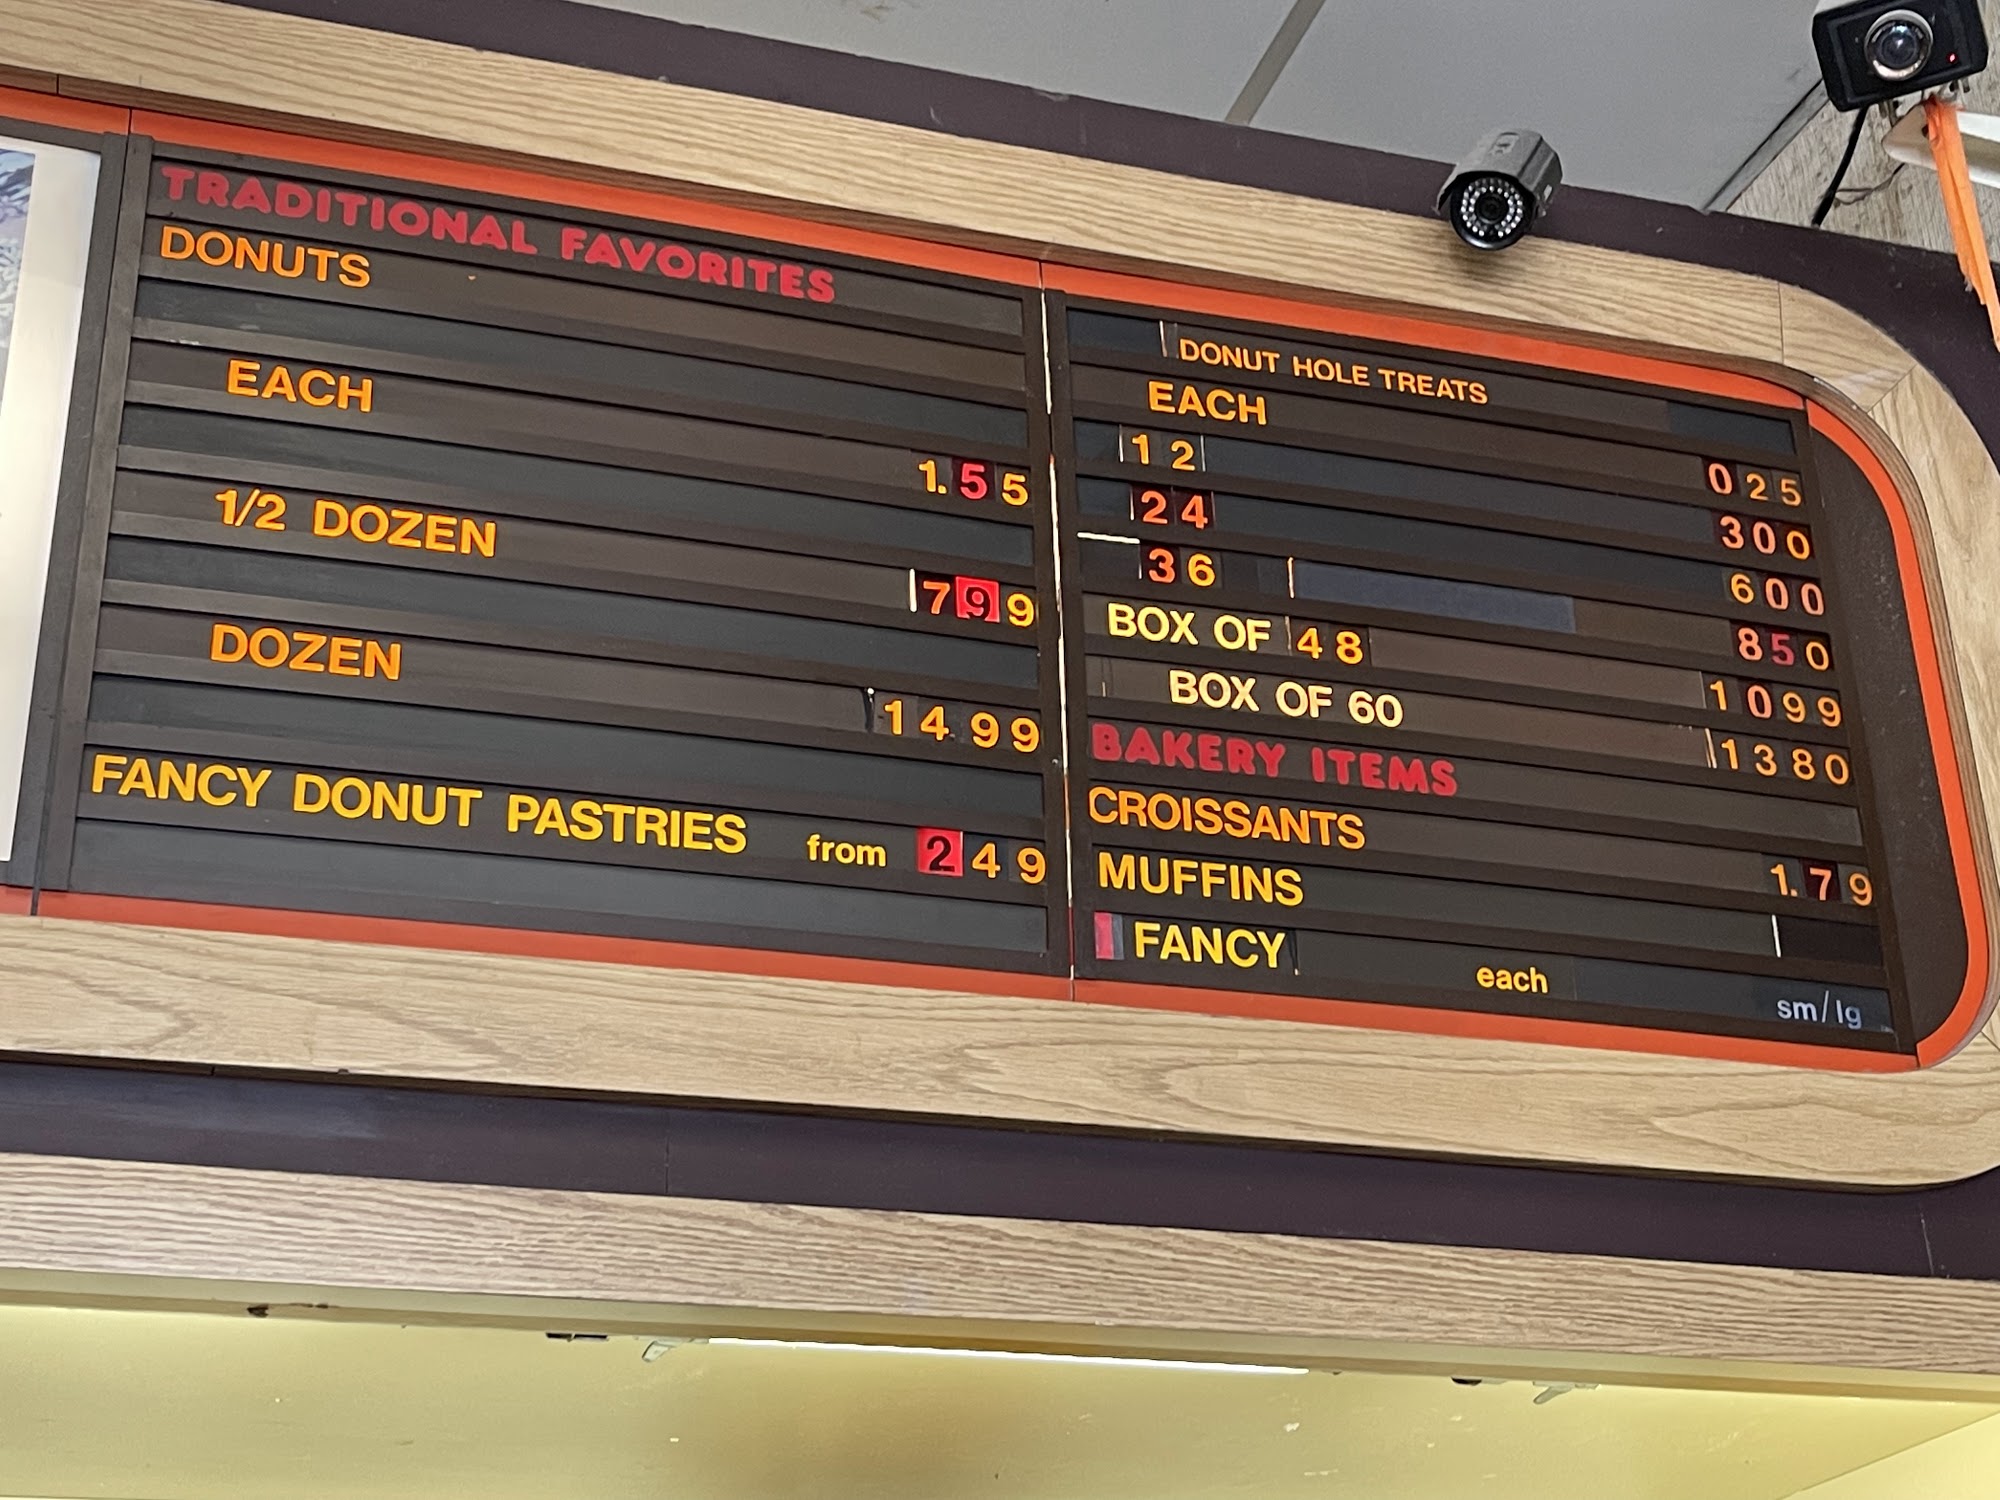 TRADITIONAL FAVORITES
DONUTS
EACH 1.55
1/2 DOZEN 799
DOZEN 1499
FANCY DONUT PASTRIES from 249
DONUT HOLE TREATS
EACH 025
12 300
24 600
36 850
BOX OF 48 1099
BOX OF 60 1380
BAKERY ITEMS
CROISSANTS 1.79
MUFFINS
FANCY each sm/lg